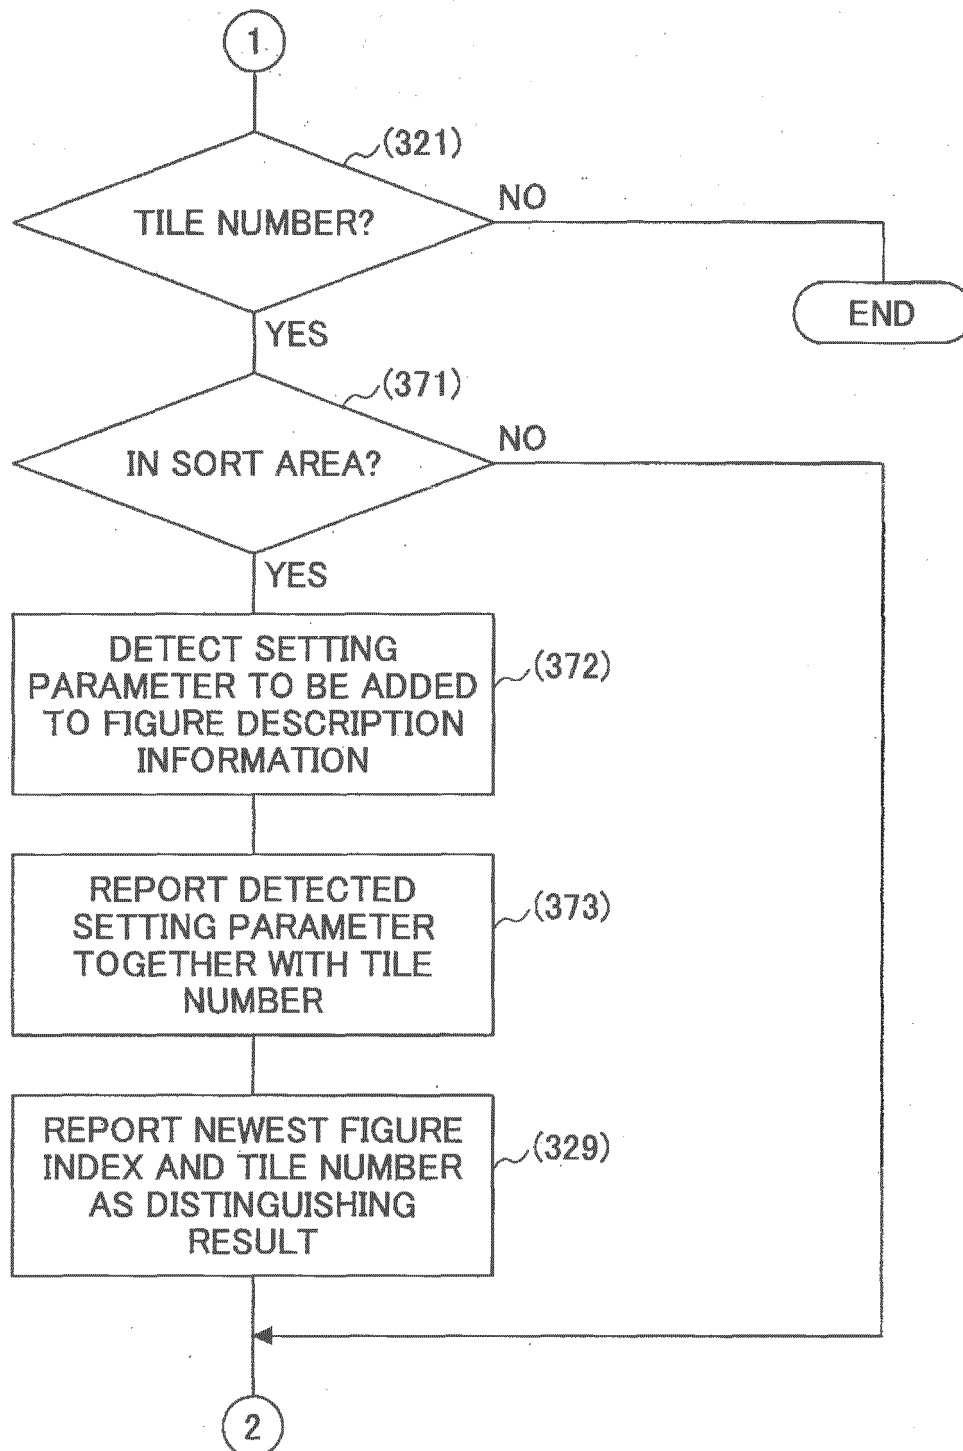 1
(321)
TILE NUMBER?
NO
END
YES
(371)
IN SORT AREA?
NO
YES
DETECT SETTING
PARAMETER TO BE ADDED
TO FIGURE DESCRIPTION
INFORMATION
(372)
REPORT DETECTED
SETTING PARAMETER
TOGETHER WITH TILE
NUMBER
(373)
REPORT NEWEST FIGURE
INDEX AND TILE NUMBER
AS DISTINGUISHING
RESULT
(329)
2